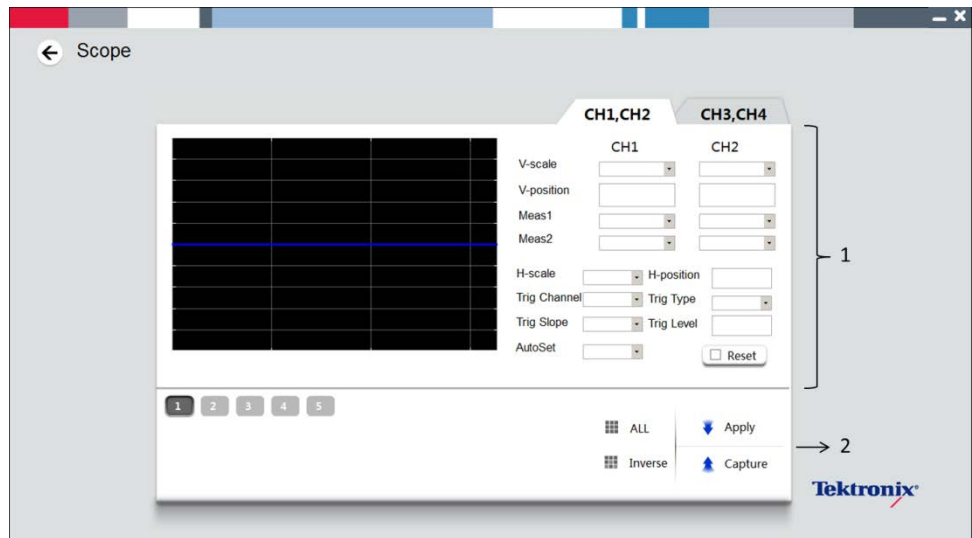 Scope
CH1,CH2 CH3,CH4
CH1 CH2
V-scale
V-position
Meas1
Meas2
H-scale H-position
Trig Channel Trig Type
Trig Slope Trig Level
AutoSet Reset
1
1 2 3 4 5
ALL Apply
2
Inverse Capture
Tektronix